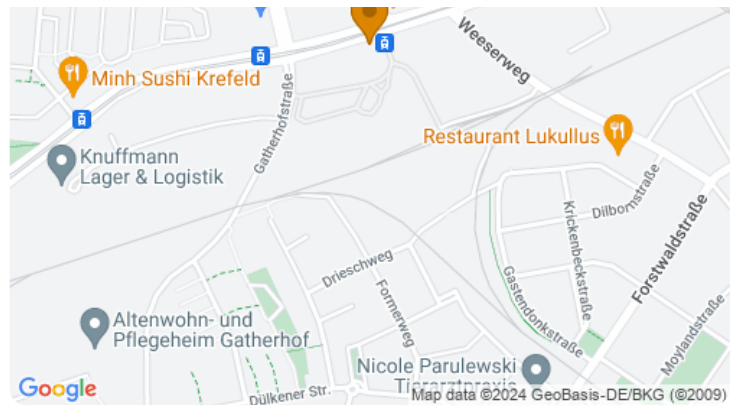 Weeserweg
Minh Sushi Krefeld
Gatherhofstraße
Restaurant Lukullus
Knuffmann
Lager & Logistik
Dilbornstraße
Krickenbeckstraße
Forstwaldstraße
Drieschweg
Gastendonkstraße
Formerweg
Altenwohn- und
Pflegeheim Gatherhof
Moylandstraße
Nicole Parulewski
Tierarztpraxis
Google
Dülkener Str.
Map data ©2024 GeoBasis-DE/BKG (©2009)